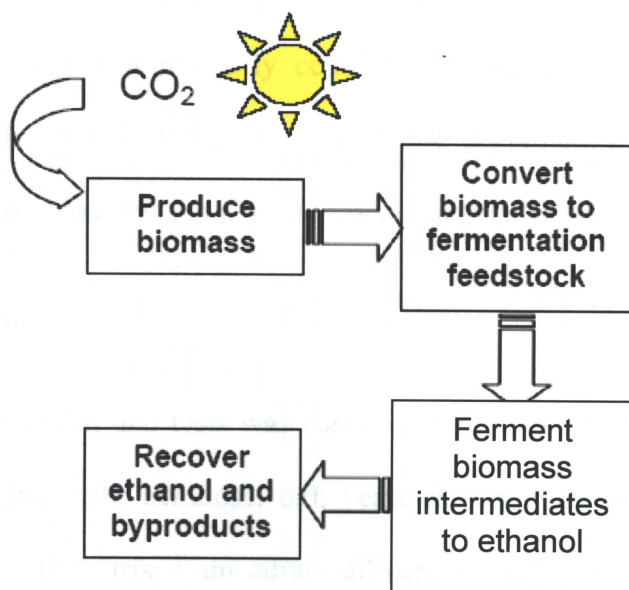 CO₂
Produce
biomass
Convert
biomass to
fermentation
feedstock
Ferment
biomass
intermediates
to ethanol
Recover
ethanol and
byproducts